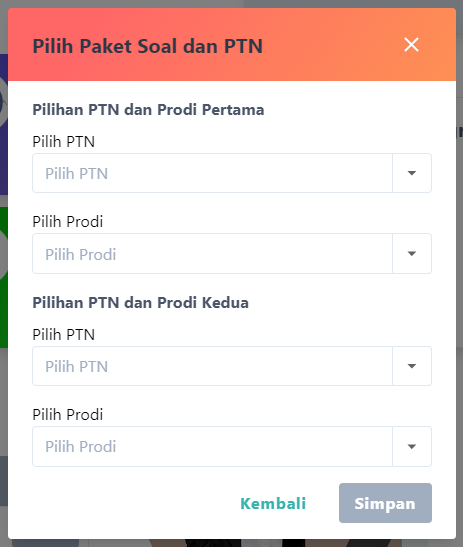 Pilih Paket Soal dan PTN
Pilihan PTN dan Prodi Pertama
Pilih PTN
Pilih PTN
Pilih Prodi
Pilih Prodi
Pilihan PTN dan Prodi Kedua
Pilih PTN
Pilih PTN
Pilih Prodi
Pilih Prodi
Kembali
Simpan